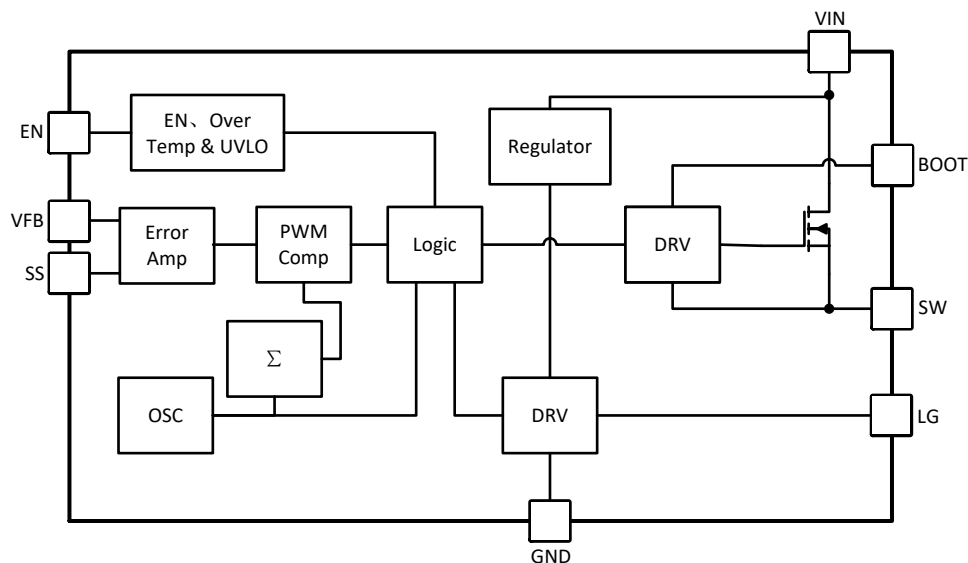 VIN
EN
EN、Over
Temp & UVLO
Regulator
BOOT
VFB
Error
Amp
PWM
Comp
Logic
DRV
SS
SW
Σ
OSC
DRV
LG
GND